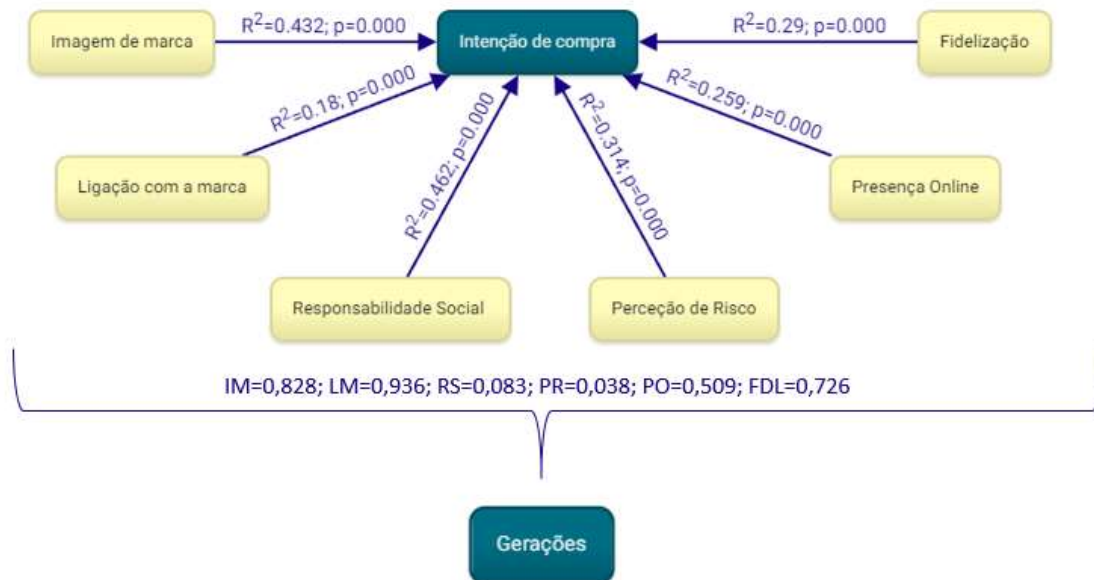 Imagem de marca
R²=0.432; p=0.000
Intenção de compra
R²=0.29; p=0.000
Fidelização
R²=0.18; p=0.000
R²=0.462; p=0.000
R²=0.314; p=0.000
R²=0.259; p=0.000
Ligação com a marca
Presença Online
Responsabilidade Social
Perceção de Risco
IM=0,828; LM=0,936; RS=0,083; PR=0,038; PO=0,509; FDL=0,726
Gerações